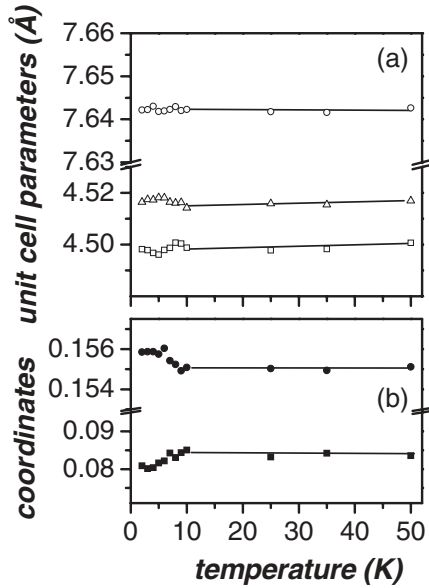 unit cell parameters (Å)
7.66
(a)
7.65
7.64
7.63
4.52
4.50
coordinates
0.156
0.154
(b)
0.09
0.08
0 10 20 30 40 50
temperature (K)